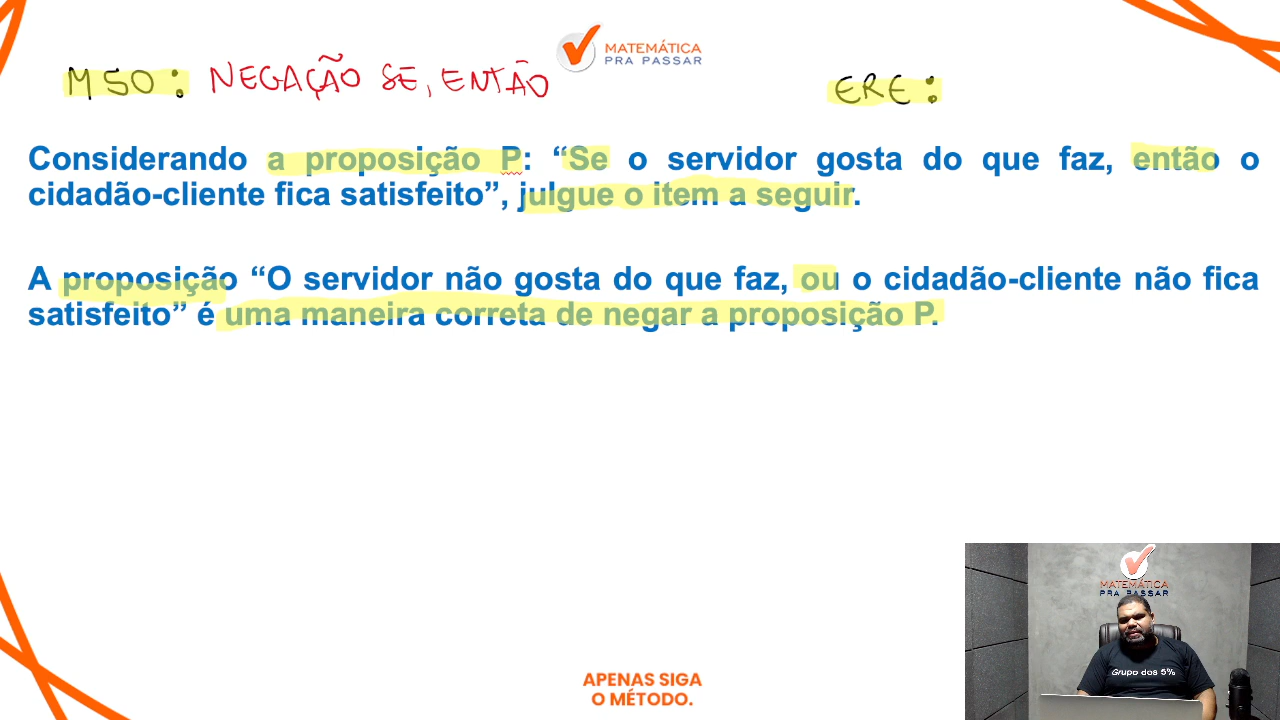 MATEMÁTICA
PRA PASSAR
M50: NEGAÇÃO SE, ENTÃO
ERE:
Considerando a proposição P: “Se o servidor gosta do que faz, então o
cidadão-cliente fica satisfeito”, julgue o item a seguir.
A proposição “O servidor não gosta do que faz, ou o cidadão-cliente não fica
satisfeito” é uma maneira correta de negar a proposição P.
MATEMÁTICA
PRA PASSAR
Grupo dos 5%
APENAS SIGA
O MÉTODO.